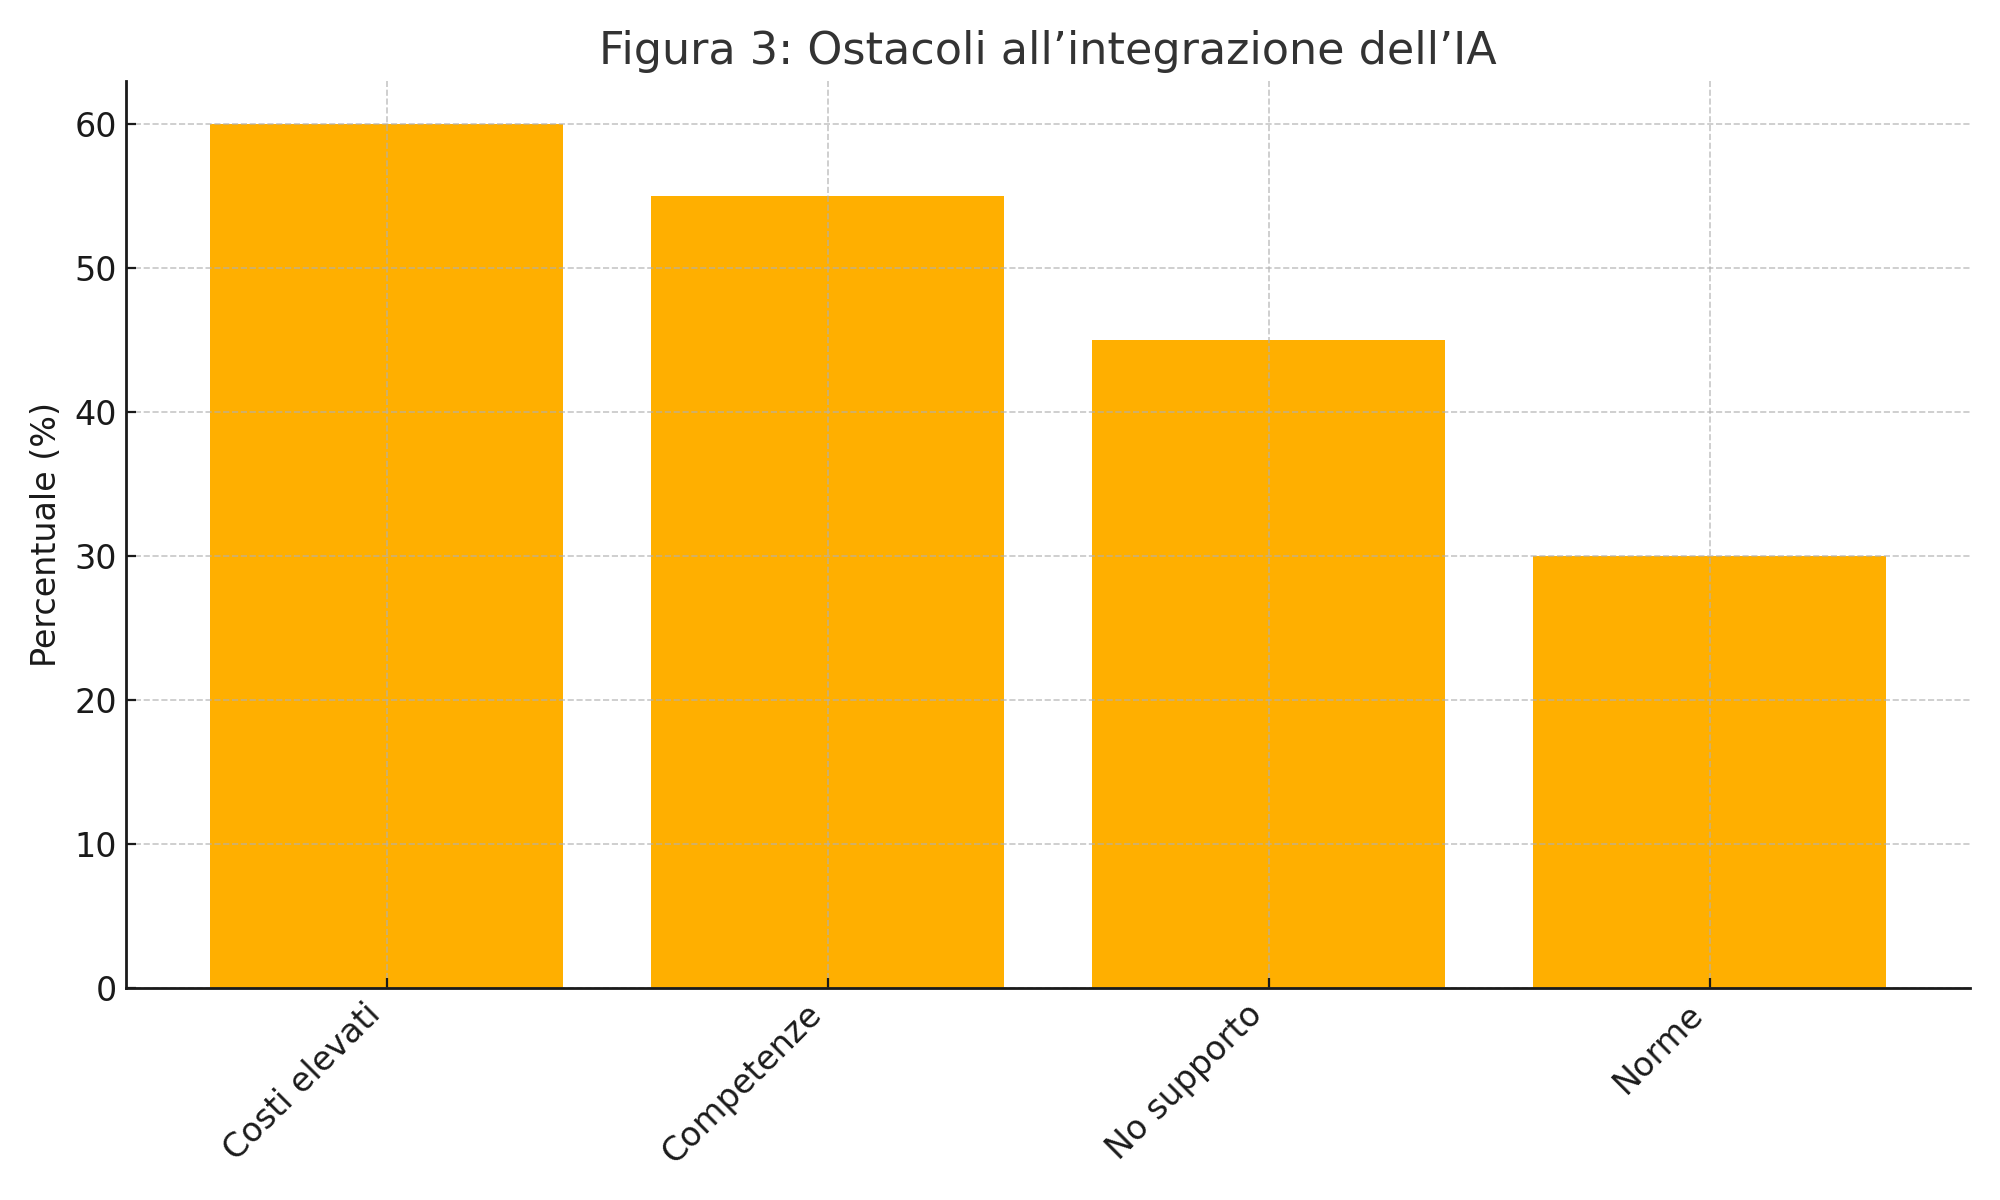 Figura 3: Ostacoli all’integrazione dell’IA
Percentuale (%)
60
50
40
30
20
10
0
Costi elevati
Competenze
No supporto
Norme